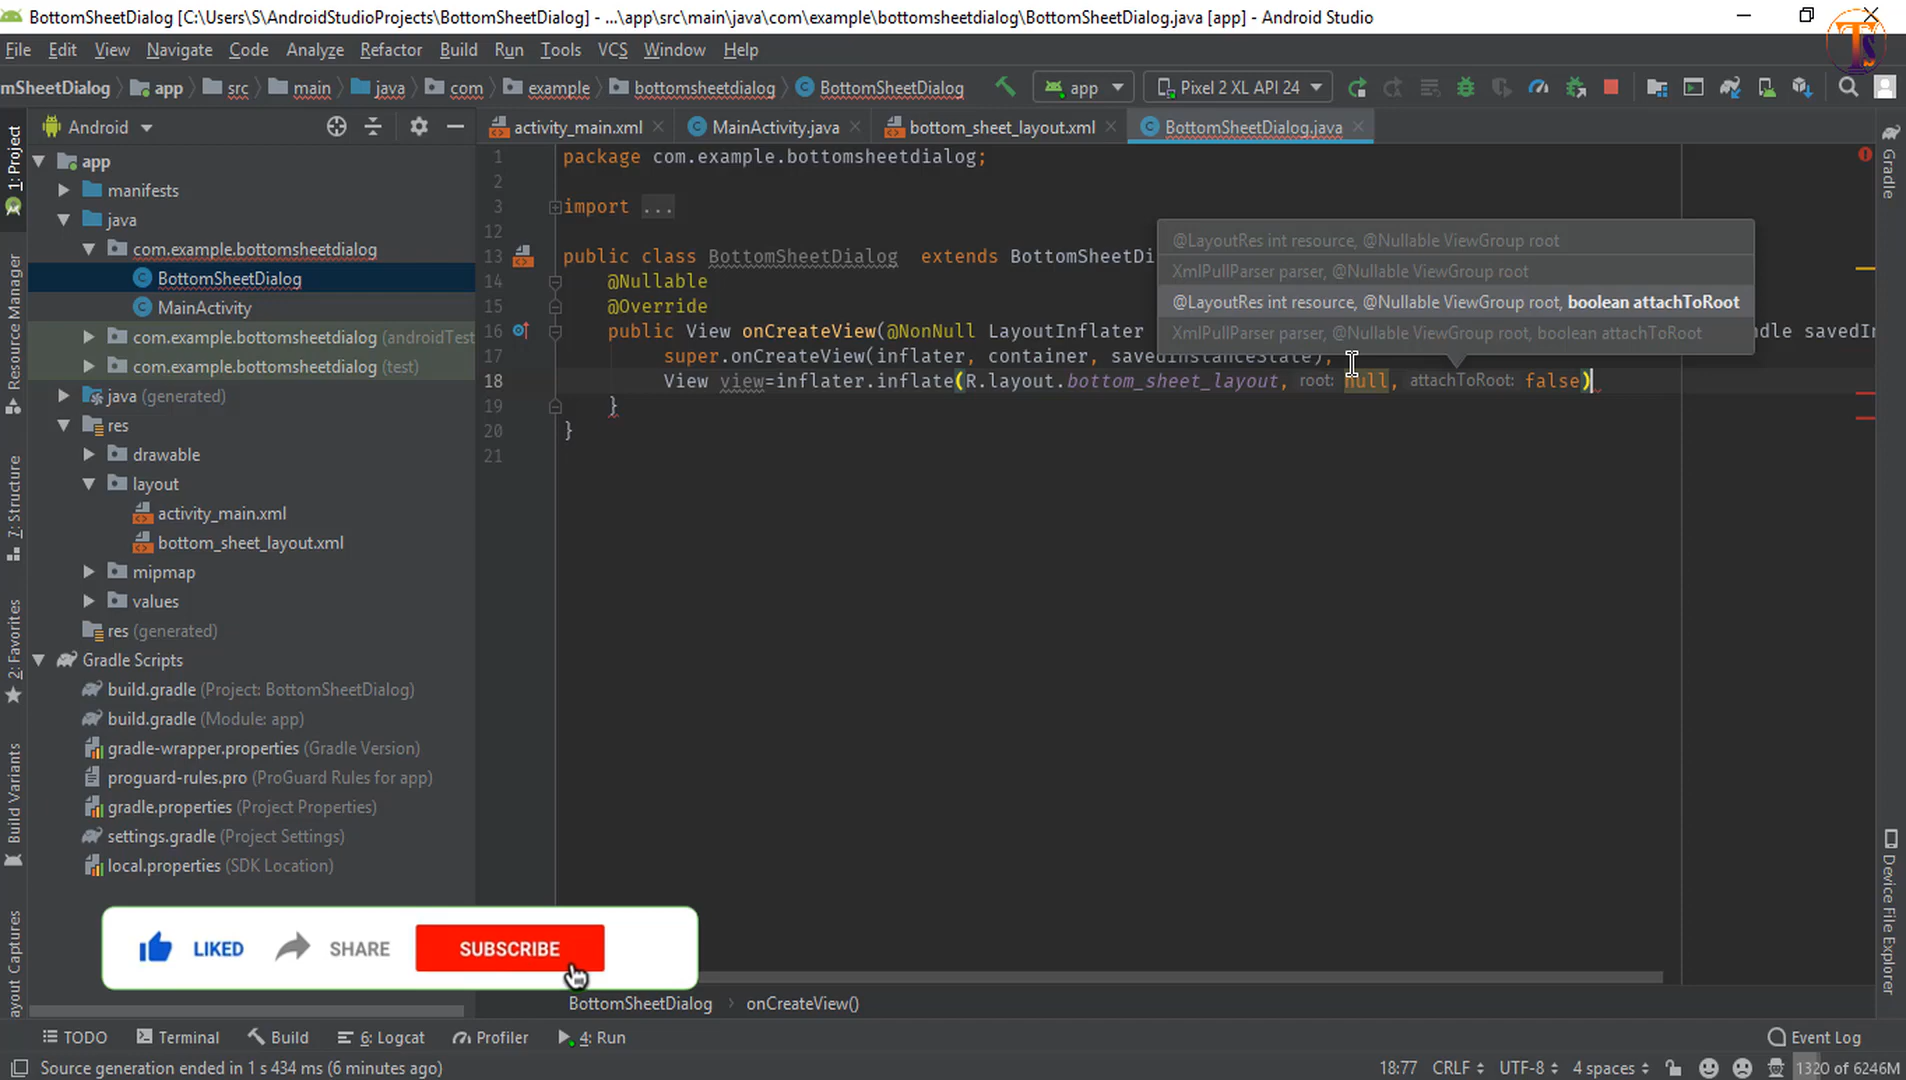 BottomSheetDialog [C:\Users\S\AndroidStudioProjects\BottomSheetDialog] - ...\app\src\main\java\com\example\bottomsheetdialog\BottomSheetDialog.java [app] - Android Studio
TS
File Edit View Navigate Code Analyze Refactor Build Run Tools VCS Window Help
mSheetDialog app src main java com example bottomsheetdialog BottomSheetDialog app Pixel 2 XL API 24
Android
activity_main.xml MainActivity.java bottom_sheet_layout.xml BottomSheetDialog.java
1: Project
Resource Manager
7: Structure
2: Favorites
Build Variants
ayout Captures
app
manifests
java
com.example.bottomsheetdialog
BottomSheetDialog
MainActivity
com.example.bottomsheetdialog (androidTest
com.example.bottomsheetdialog (test)
java (generated)
res
drawable
layout
activity_main.xml
bottom_sheet_layout.xml
mipmap
values
res (generated)
Gradle Scripts
build.gradle (Project: BottomSheetDialog)
build.gradle (Module: app)
gradle-wrapper.properties (Gradle Version)
proguard-rules.pro (ProGuard Rules for app)
gradle.properties (Project Properties)
settings.gradle (Project Settings)
local.properties (SDK Location)
1 package com.example.bottomsheetdialog;
2
3 import ...
12
13 public class BottomSheetDialog extends BottomSheetDi
14 @Nullable
15 @Override
16 public View onCreateView(@NonNull LayoutInflater ndle savedIn
17 super.onCreateView(inflater, container, savedInstanceState);
18 View view=inflater.inflate(R.layout.bottom_sheet_layout, root: null, attachToRoot: false)
19 }
20 }
21
@LayoutRes int resource, @Nullable ViewGroup root
XmlPullParser parser, @Nullable ViewGroup root
@LayoutRes int resource, @Nullable ViewGroup root, boolean attachToRoot
XmlPullParser parser, @Nullable ViewGroup root, boolean attachToRoot
Gradle
Device File Explorer
LIKED SHARE SUBSCRIBE
BottomSheetDialog onCreateView()
TODO Terminal Build 6: Logcat Profiler 4: Run Event Log
Source generation ended in 1 s 434 ms (6 minutes ago) 18:77 CRLF UTF-8 4 spaces 1320 of 6246M